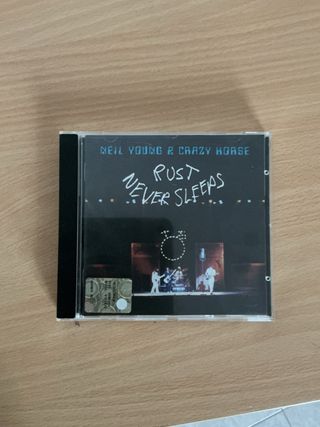 NEIL YOUNG & CRAZY HORSE
RUST
NEVER SLEEPS